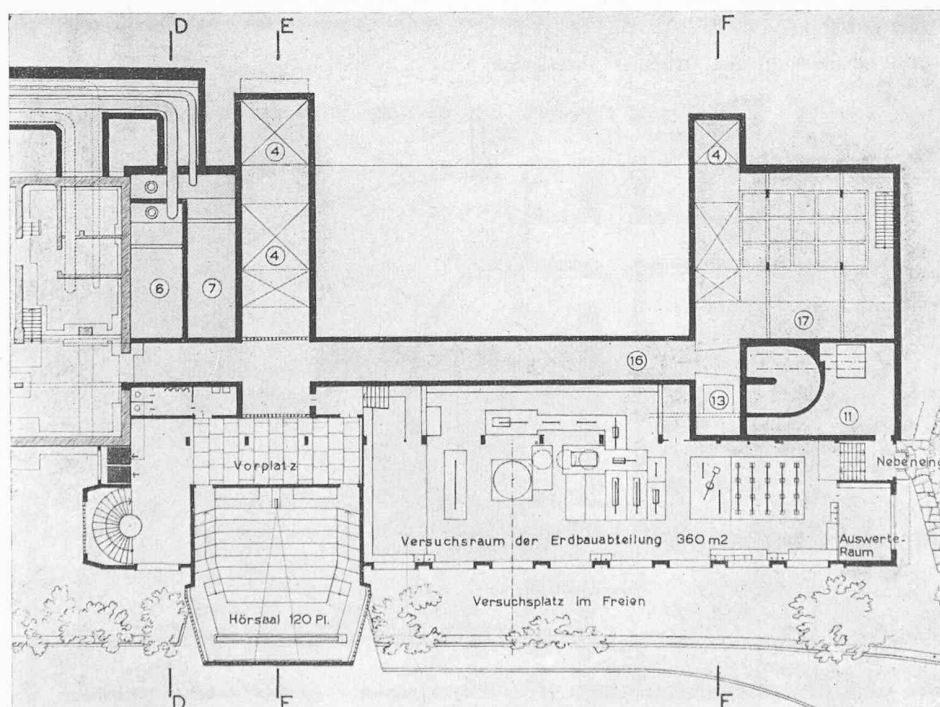 D E F
4
4
4
6 7
17
16
13
11
Vorplatz
Nebeneing
Versuchsraum der Erdbauabteilung 360 m2
Auswerte-
Raum
Versuchsplatz im Freien
Hörsaal 120 Pl.
D E F